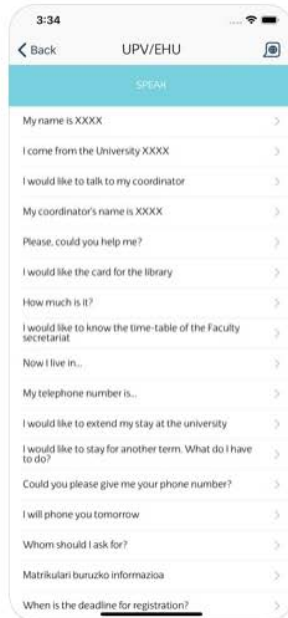 3:34
Back
UPV/EHU
SPEAK
My name is XXXX
I come from the University XXXX
I would like to talk to my coordinator
My coordinator's name is XXXX
Please, could you help me?
I would like the card for the library
How much is it?
I would like to know the time-table of the Faculty
secretariat
Now I live in...
My telephone number is...
I would like to extend my stay at the university
I would like to stay for another term. What do I have
to do?
Could you please give me your phone number?
I will phone you tomorrow
Whom should I ask for?
Matrikulari buruzko informazioa
When is the deadline for registration?